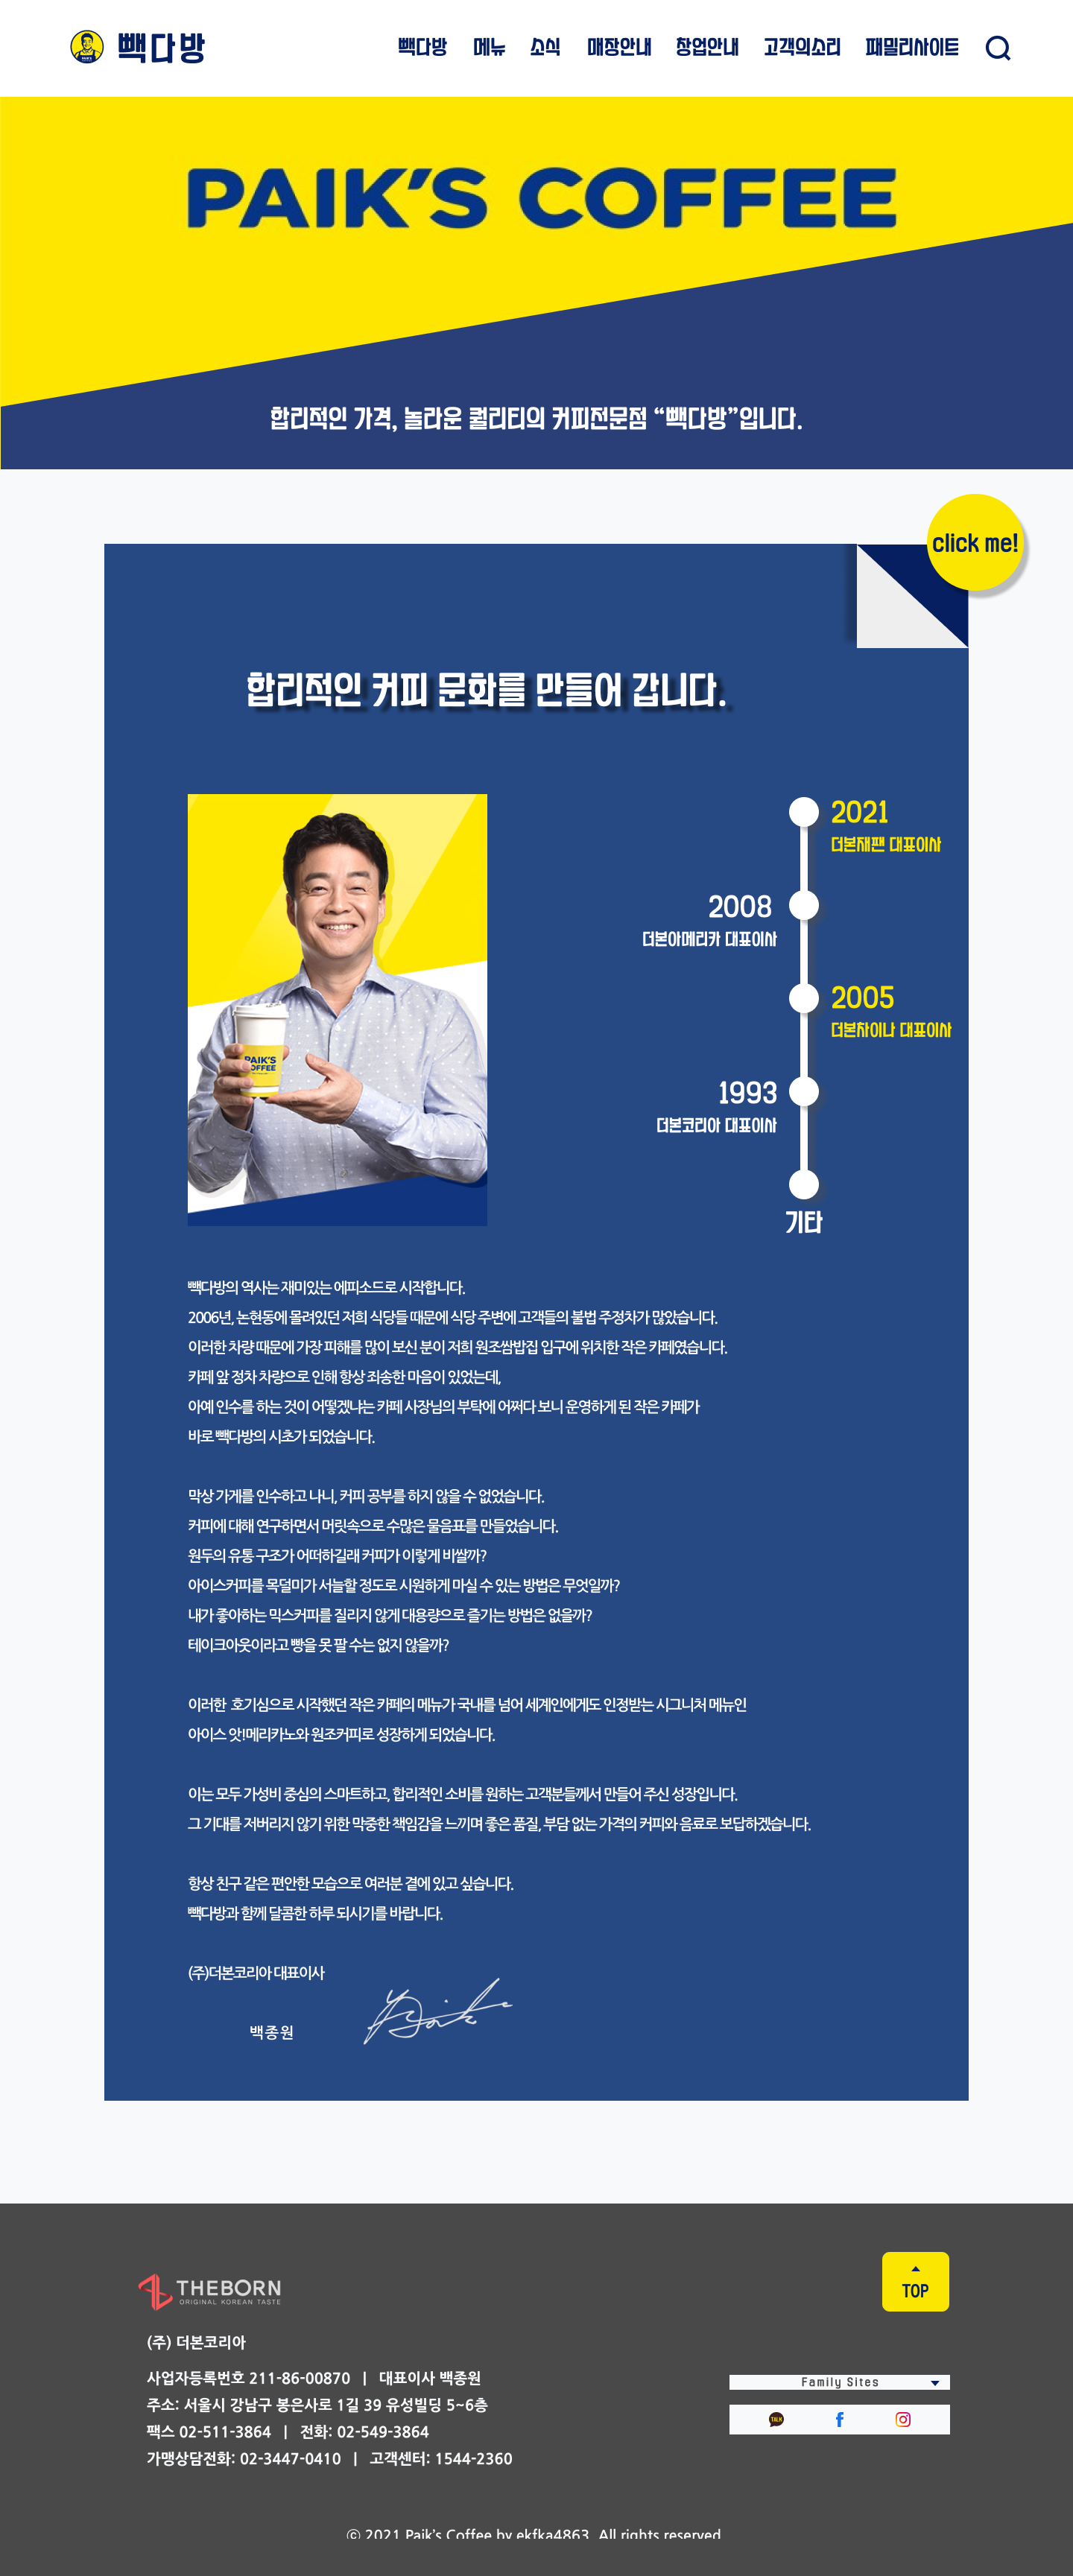 빽다방 빽다방 메뉴 소식 매장안내 창업안내 고객의소리 패밀리사이트
PAIK'S COFFEE
합리적인 가격, 놀라운 퀄리티의 커피전문점 “빽다방”입니다.
click me!
합리적인 커피 문화를 만들어 갑니다.
PAIK'S
COFFEE
2021
더본재팬 대표이사
2008
더본아메리카 대표이사
2005
더본차이나 대표이사
1993
더본코리아 대표이사
기타
빽다방의 역사는 재미있는 에피소드로 시작합니다.
2006년, 논현동에 몰려있던 저희 식당들 때문에 식당 주변에 고객들의 불법 주정차가 많았습니다.
이러한 차량 때문에 가장 피해를 많이 보신 분이 저희 원조쌈밥집 입구에 위치한 작은 카페였습니다.
카페 앞 정차 차량으로 인해 항상 죄송한 마음이 있었는데,
아예 인수를 하는 것이 어떻겠냐는 카페 사장님의 부탁에 어쩌다 보니 운영하게 된 작은 카페가
바로 빽다방의 시초가 되었습니다.
막상 가게를 인수하고 나니, 커피 공부를 하지 않을 수 없었습니다.
커피에 대해 연구하면서 머릿속으로 수많은 물음표를 만들었습니다.
원두의 유통 구조가 어떠하길래 커피가 이렇게 비쌀까?
아이스커피를 목덜미가 서늘할 정도로 시원하게 마실 수 있는 방법은 무엇일까?
내가 좋아하는 믹스커피를 질리지 않게 대용량으로 즐기는 방법은 없을까?
테이크아웃이라고 빵을 못 팔 수는 없지 않을까?
이러한 호기심으로 시작했던 작은 카페의 메뉴가 국내를 넘어 세계인에게도 인정받는 시그니처 메뉴인
아이스 앗!메리카노와 원조커피로 성장하게 되었습니다.
이는 모두 가성비 중심의 스마트하고, 합리적인 소비를 원하는 고객분들께서 만들어 주신 성장입니다.
그 기대를 저버리지 않기 위한 막중한 책임감을 느끼며 좋은 품질, 부담 없는 가격의 커피와 음료로 보답하겠습니다.
항상 친구 같은 편안한 모습으로 여러분 곁에 있고 싶습니다.
빽다방과 함께 달콤한 하루 되시기를 바랍니다.
(주)더본코리아 대표이사
백종원
TOP
THEBORN
ORIGINAL KOREAN TASTE
(주) 더본코리아
사업자등록번호 211-86-00870 | 대표이사 백종원
주소: 서울시 강남구 봉은사로 1길 39 유성빌딩 5~6층
팩스 02-511-3864 | 전화: 02-549-3864
가맹상담전화: 02-3447-0410 | 고객센터: 1544-2360
Family Sites
TALK
ⓒ 2021 Paik's Coffee by ekfka4863. All rights reserved.